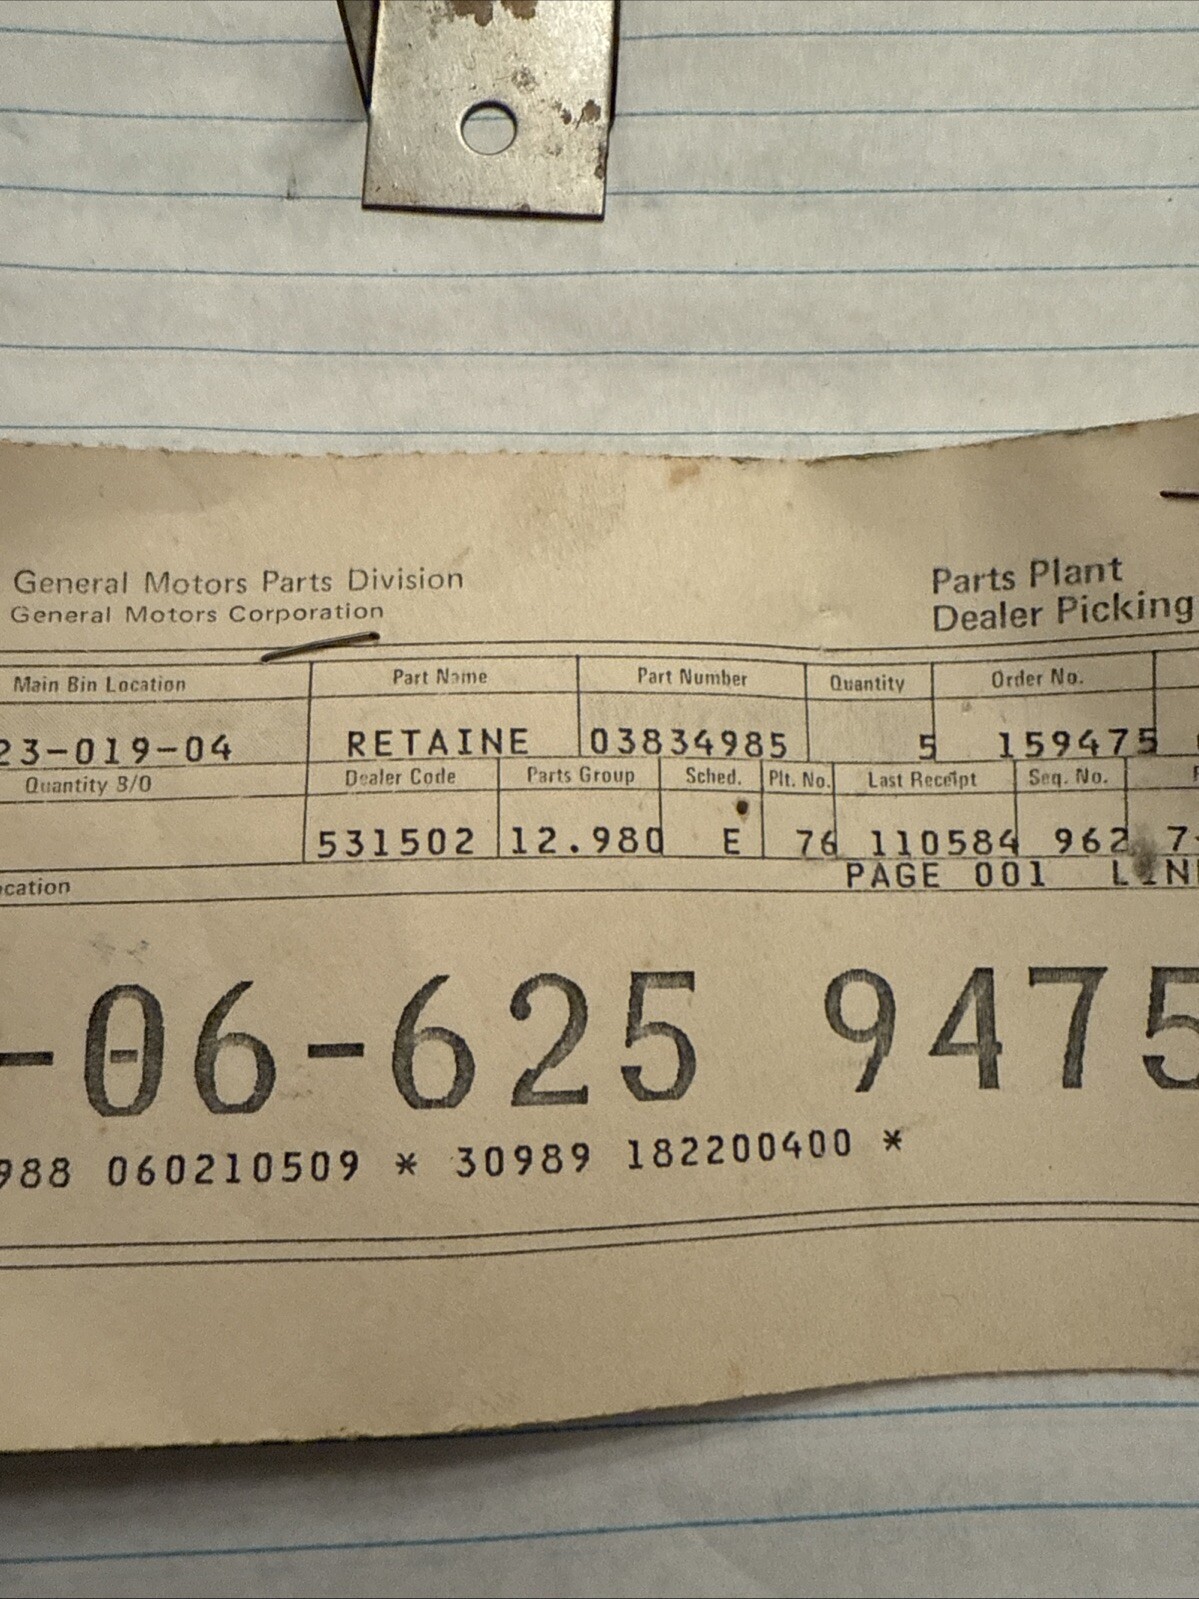 General Motors Parts Division
General Motors Corporation
Parts Plant
Dealer Picking
Main Bin Location Part Name Part Number Quantity Order No.
23-019-04 RETAINE 03834985 5 159475
Quantity B/O Dealer Code Parts Group Sched. Plt. No. Last Receipt Seq. No.
531502 12.980 E 76 110584 962 7
cation PAGE 001 LIN
-06-625 9475
988 060210509 * 30989 182200400 *